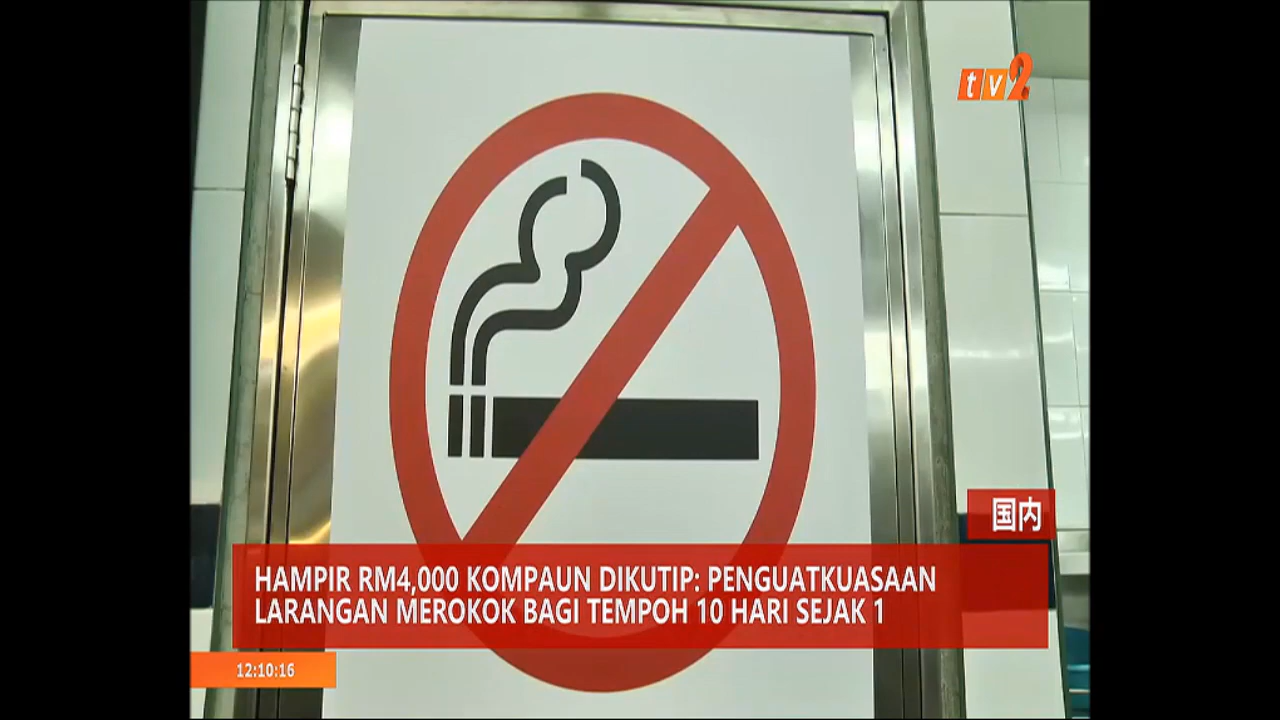 tv2
国内
HAMPIR RM4,000 KOMPAUN DIKUTIP: PENGUATKUASAAN
LARANGAN MEROKOK BAGI TEMPOH 10 HARI SEJAK 1
12:10:16